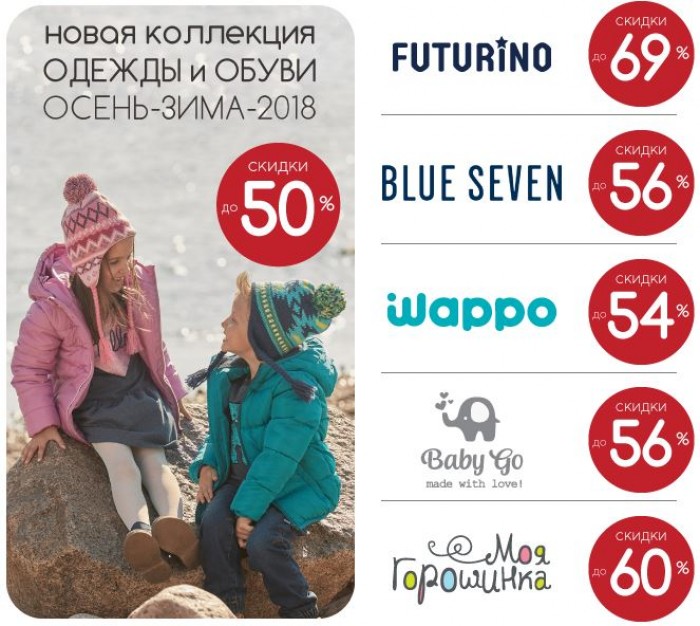 НОВАЯ КОЛЛЕКЦИЯ
ОДЕЖДЫ и ОБУВИ
ОСЕНЬ-ЗИМА-2018
СКИДКИ
до 50%
FUTURINO
СКИДКИ
до 69%
BLUE SEVEN
СКИДКИ
до 56%
wappo
СКИДКИ
до 54%
Baby Go
made with love!
СКИДКИ
до 56%
Моя
Горошинка
СКИДКИ
до 60%